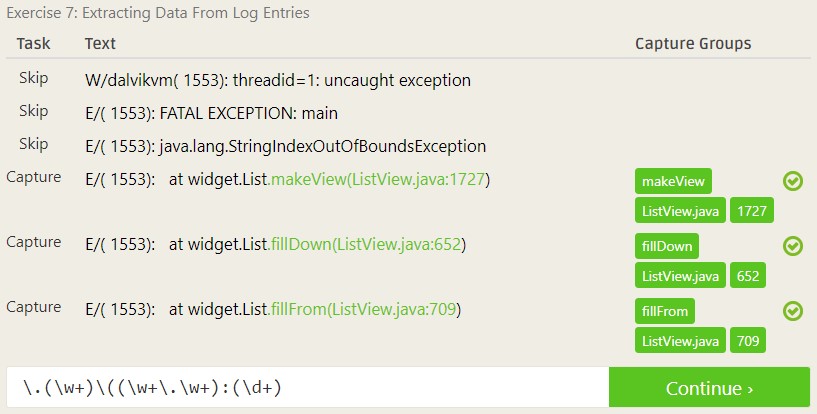 Exercise 7: Extracting Data From Log Entries
Task Text Capture Groups
Skip W/dalvikvm( 1553): threadid=1: uncaught exception
Skip E/( 1553): FATAL EXCEPTION: main
Skip E/( 1553): java.lang.StringIndexOutOfBoundsException
Capture E/( 1553):   at widget.List.makeView(ListView.java:1727) makeView
ListView.java 1727
Capture E/( 1553):   at widget.List.fillDown(ListView.java:652) fillDown
ListView.java 652
Capture E/( 1553):   at widget.List.fillFrom(ListView.java:709) fillFrom
ListView.java 709
\.(\w+)\((\w+\.\w+):(\d+) Continue ›